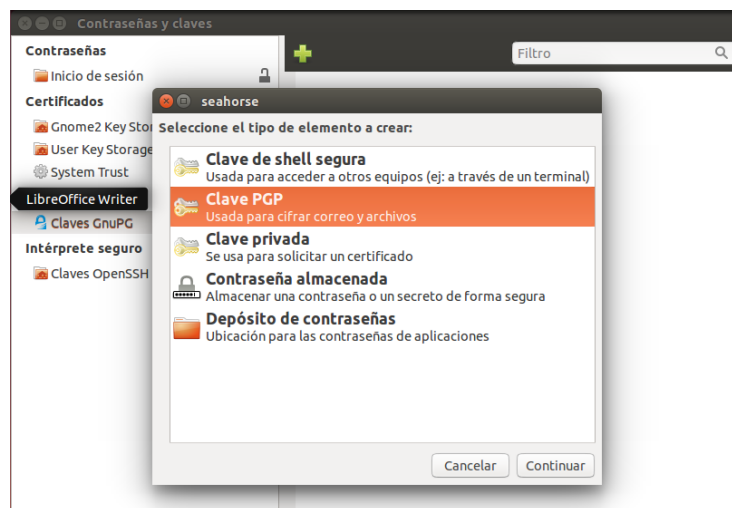 Contraseñas y claves
Contraseñas
Filtro
Inicio de sesión
Certificados
Gnome2 Key Sto
User Key Storage
System Trust
LibreOffice Writer
Claves GnuPG
Intérprete seguro
Claves OpenSSH
seahorse
Seleccione el tipo de elemento a crear:
Clave de shell segura
Usada para acceder a otros equipos (ej: a través de un terminal)
Clave PGP
Usada para cifrar correo y archivos
Clave privada
Se usa para solicitar un certificado
Contraseña almacenada
Almacenar una contraseña o un secreto de forma segura
Depósito de contraseñas
Ubicación para las contraseñas de aplicaciones
Cancelar
Continuar